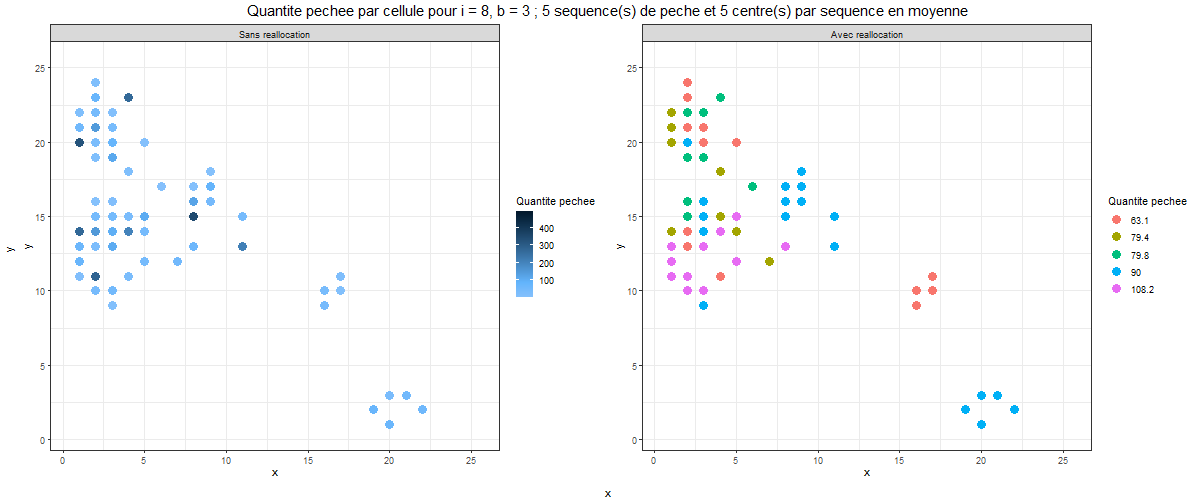 Quantite pechee par cellule pour i = 8, b = 3 ; 5 sequence(s) de peche et 5 centre(s) par sequence en moyenne
Sans reallocation
25
20
15
10
5
0
0 5 10 15 20 25
x
y
y
Quantite pechee
400
300
200
100
Avec reallocation
25
20
15
10
5
0
0 5 10 15 20 25
x
y
Quantite pechee
63.1
79.4
79.8
90
108.2
x